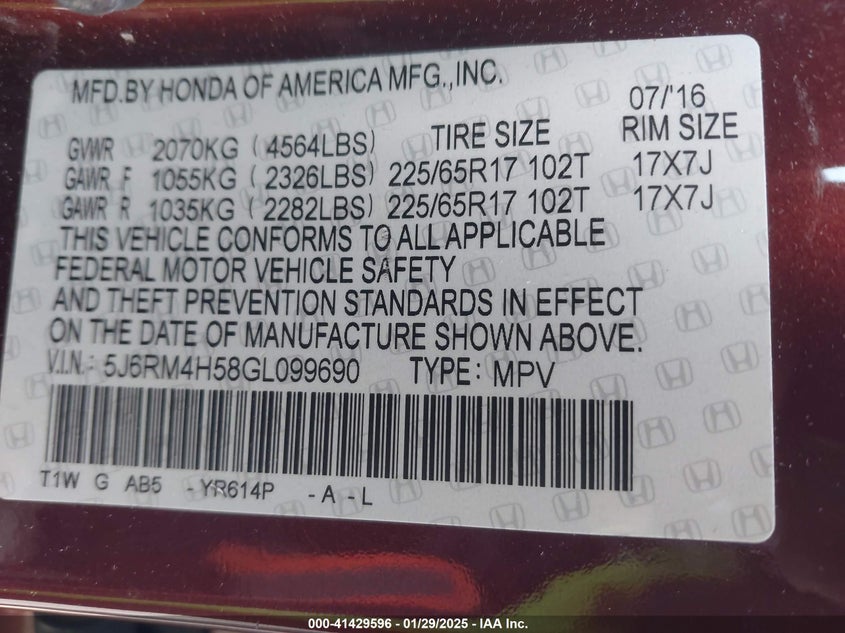 MFD.BY HONDA OF AMERICA MFG.,INC.
07/'16
TIRE SIZE RIM SIZE
GVWR 2070KG (4564LBS)
GAWR F 1055KG (2326LBS) 225/65R17 102T 17X7J
GAWR R 1035KG (2282LBS) 225/65R17 102T 17X7J
THIS VEHICLE CONFORMS TO ALL APPLICABLE
FEDERAL MOTOR VEHICLE SAFETY
AND THEFT PREVENTION STANDARDS IN EFFECT
ON THE DATE OF MANUFACTURE SHOWN ABOVE.
V.I.N.: 5J6RM4H58GL099690 TYPE: MPV
T1W G AB5 -YR614P -A-L
000-41429596 - 01/29/2025 - IAA Inc.